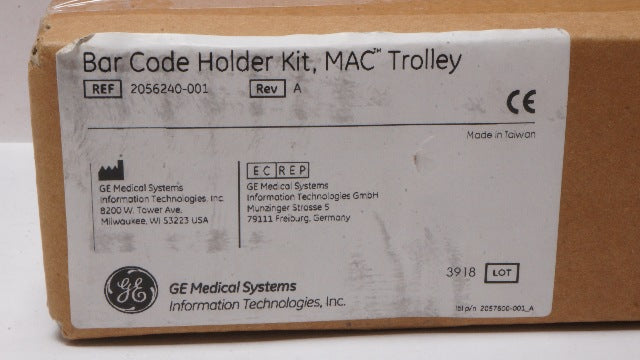 Bar Code Holder Kit, MAC™ Trolley
REF 2056240-001 Rev A
CE
Made in Taiwan
GE Medical Systems
Information Technologies, Inc.
8200 W. Tower Ave.
Milwaukee, WI 53223 USA
EC REP
GE Medical Systems
Information Technologies GmbH
Munzinger Strasse 5
79111 Freiburg, Germany
3918 LOT
GE
GE Medical Systems
Information Technologies, Inc.
lbl p/n 2057600-001_A